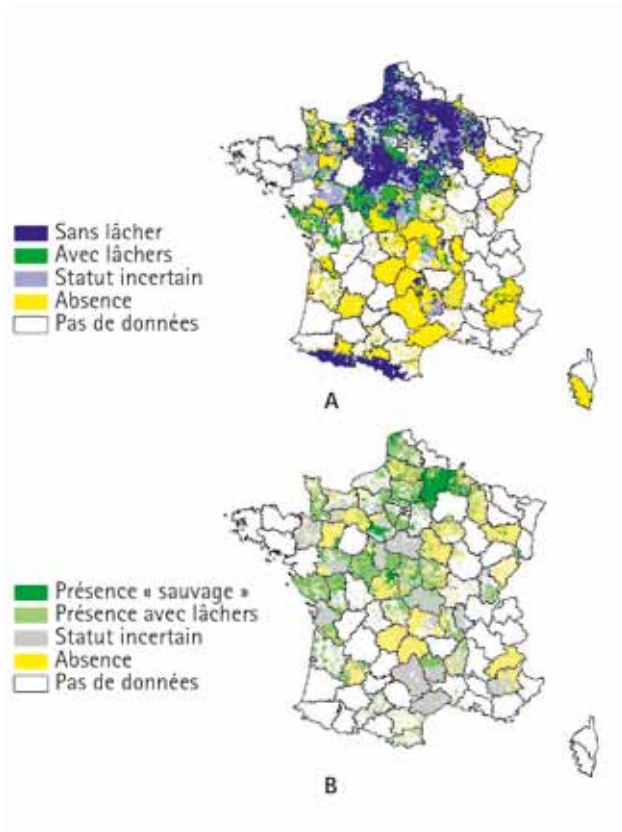 Sans lâcher
Avec lâchers
Statut incertain
Absence
Pas de données
A
Présence « sauvage »
Présence avec lâchers
Statut incertain
Absence
Pas de données
B